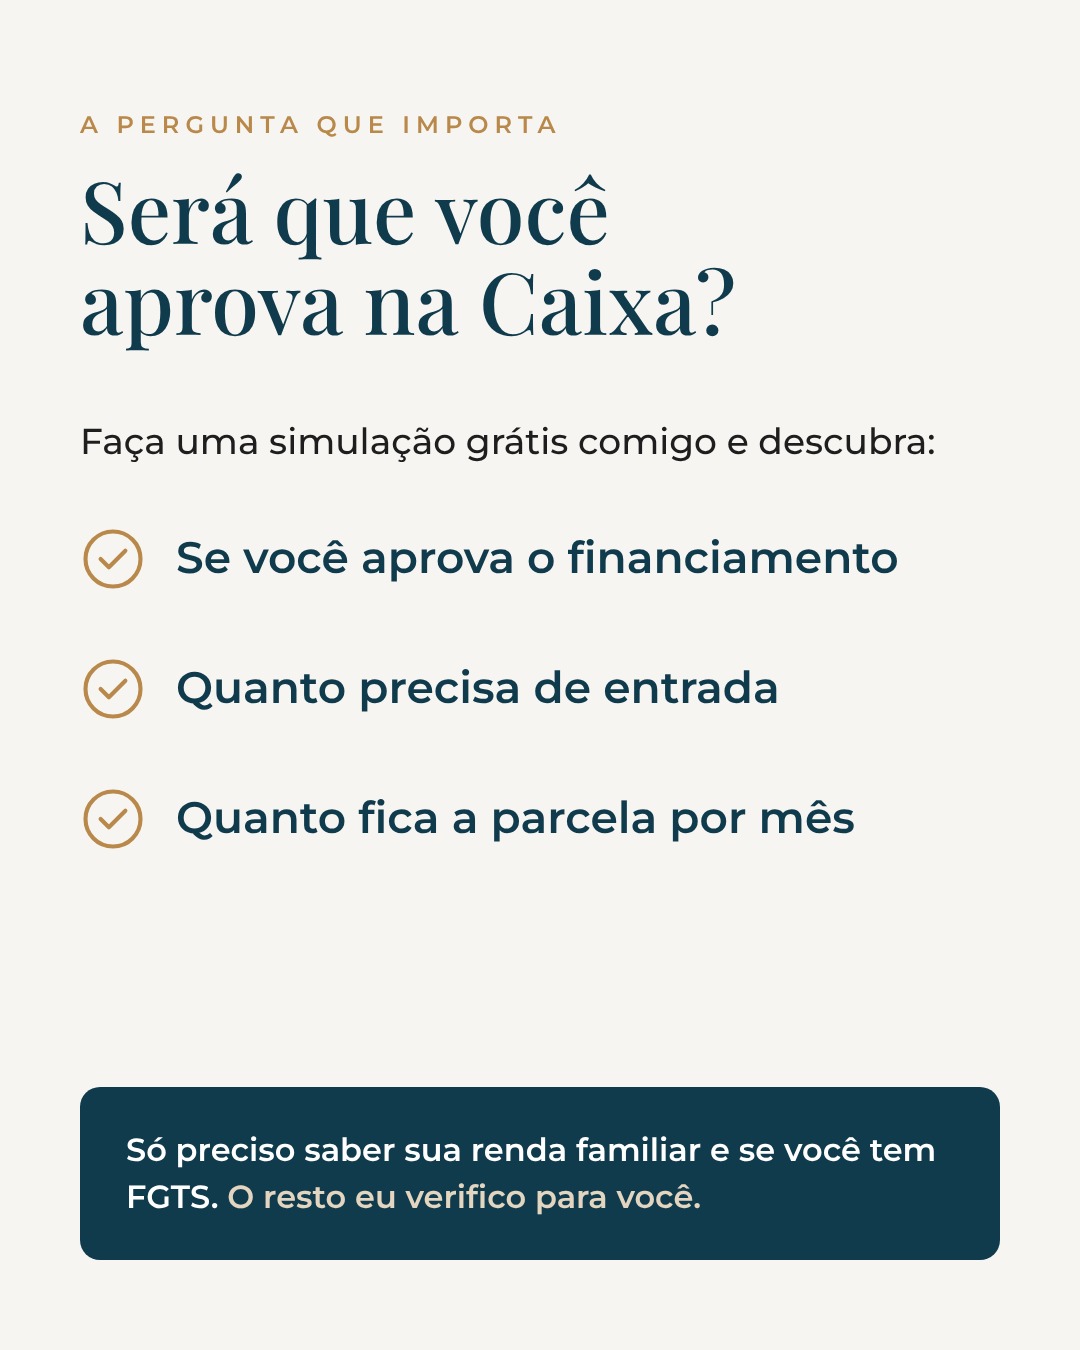 A PERGUNTA QUE IMPORTA
Será que você
aprova na Caixa?
Faça uma simulação grátis comigo e descubra:
Se você aprova o financiamento
Quanto precisa de entrada
Quanto fica a parcela por mês
Só preciso saber sua renda familiar e se você tem
FGTS. O resto eu verifico para você.